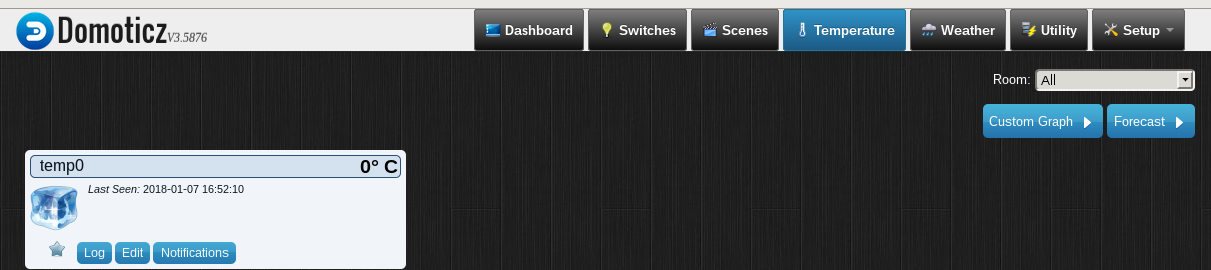 Domoticz V3.5876
Dashboard Switches Scenes Temperature Weather Utility Setup
Room: All
Custom Graph Forecast
temp0 0° C
Last Seen: 2018-01-07 16:52:10
Log Edit Notifications